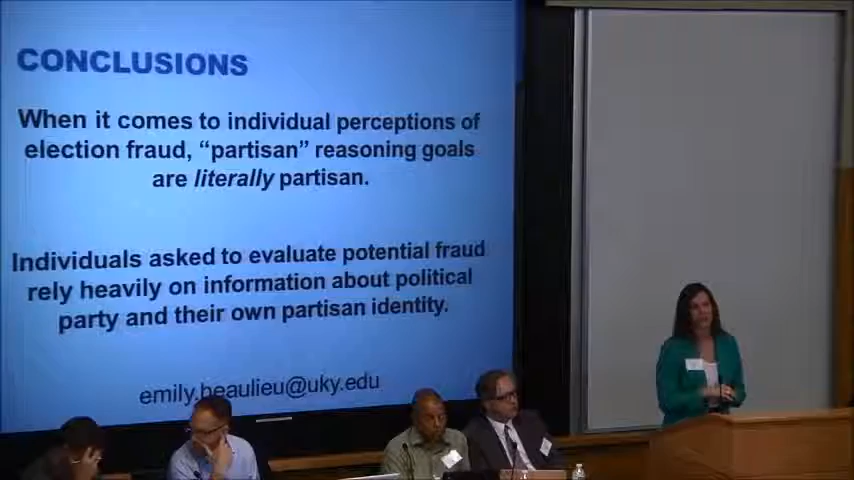 CONCLUSIONS
When it comes to individual perceptions of
election fraud, “partisan” reasoning goals
are literally partisan.
Individuals asked to evaluate potential fraud
rely heavily on information about political
party and their own partisan identity.
emily.beaulieu@uky.edu